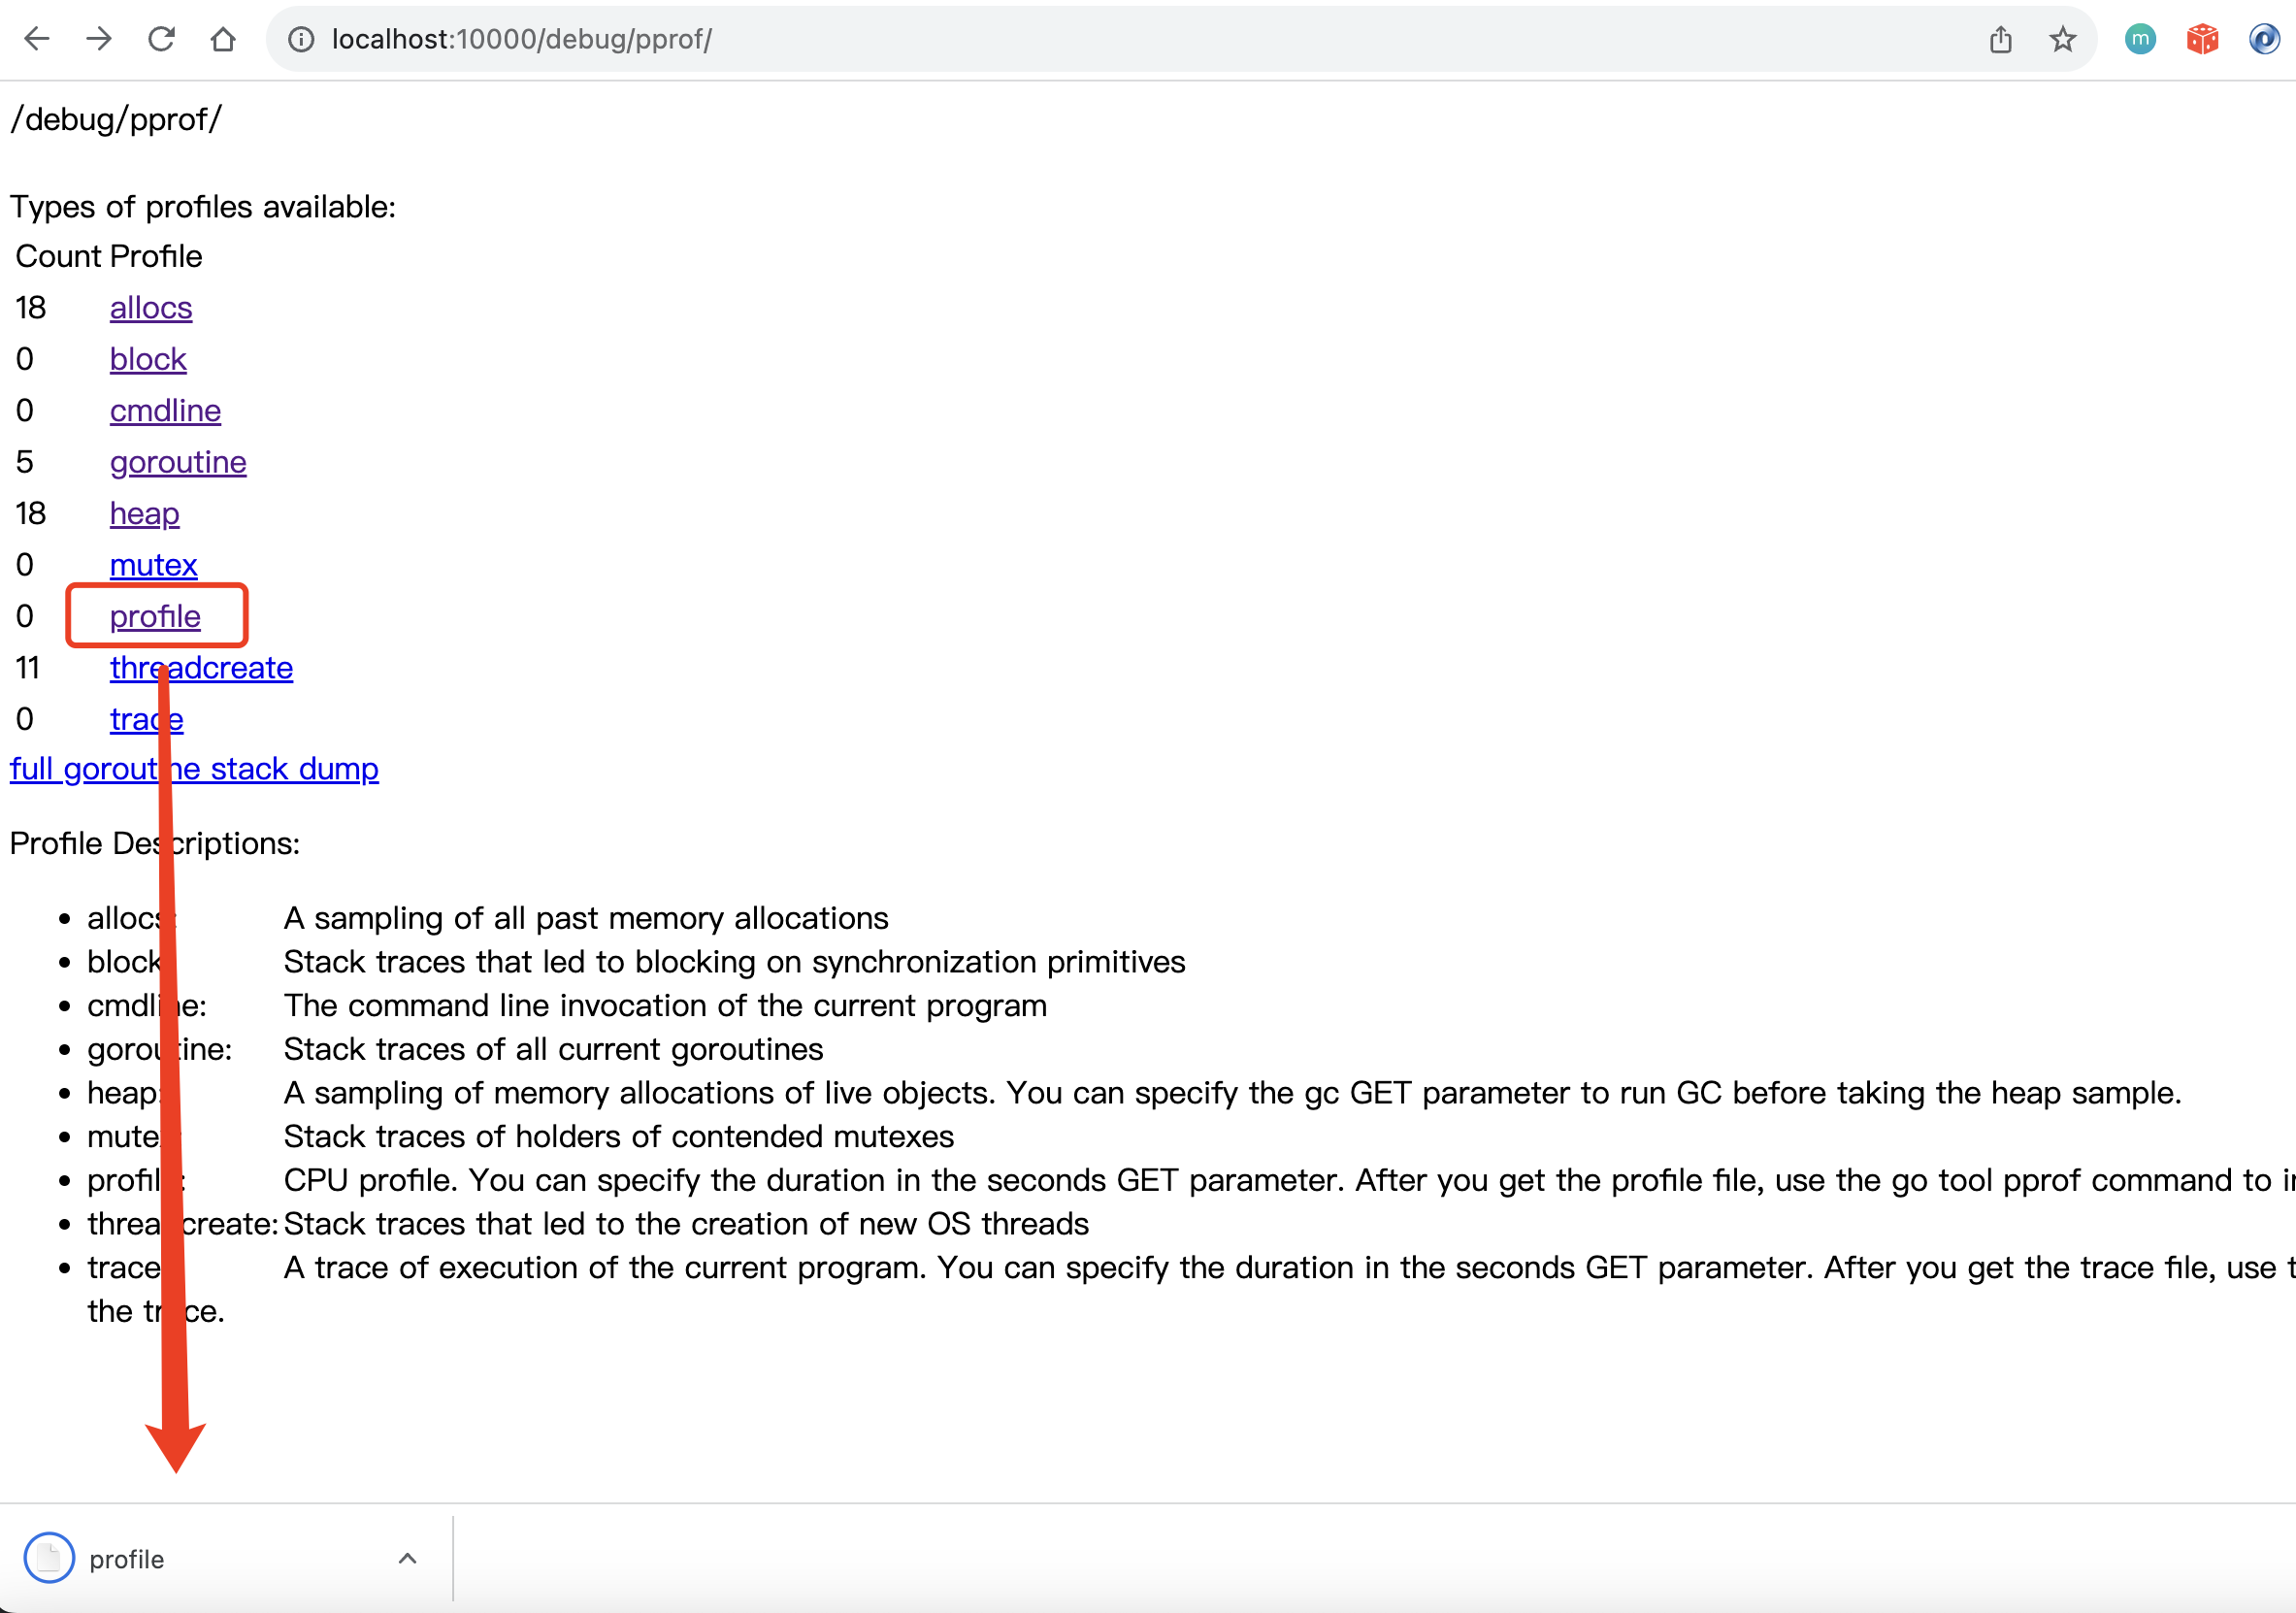 localhost:10000/debug/pprof/
m
/debug/pprof/
Types of profiles available:
Count Profile
18 allocs
0 block
0 cmdline
5 goroutine
18 heap
0 mutex
0 profile
11 threadcreate
0 trace
full goroutine stack dump
Profile Descriptions:
allocs: A sampling of all past memory allocations
block: Stack traces that led to blocking on synchronization primitives
cmdline: The command line invocation of the current program
goroutine: Stack traces of all current goroutines
heap: A sampling of memory allocations of live objects. You can specify the gc GET parameter to run GC before taking the heap sample.
mutex: Stack traces of holders of contended mutexes
profile: CPU profile. You can specify the duration in the seconds GET parameter. After you get the profile file, use the go tool pprof command to
threadcreate: Stack traces that led to the creation of new OS threads
trace: A trace of execution of the current program. You can specify the duration in the seconds GET parameter. After you get the trace file, use
the trace.
profile